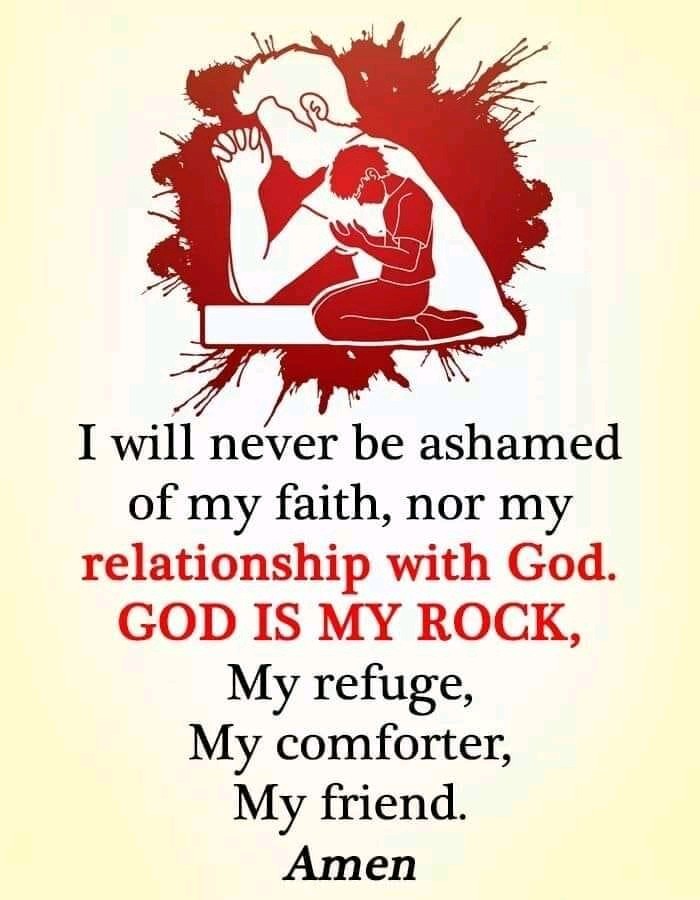 I will never be ashamed
of my faith, nor my
relationship with God.
GOD IS MY ROCK,
My refuge,
My comforter,
My friend.
Amen